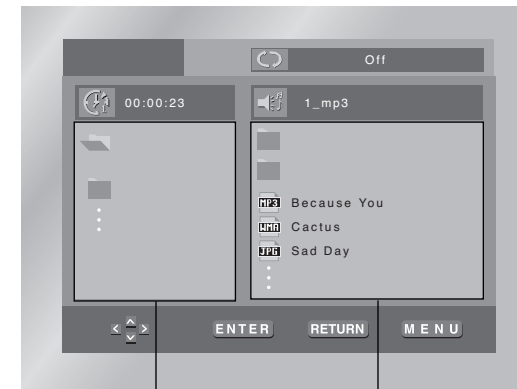 Off
00:00:23
1_mp3
MP3 Because You
WMA Cactus
JPG Sad Day
ENTER RETURN MENU